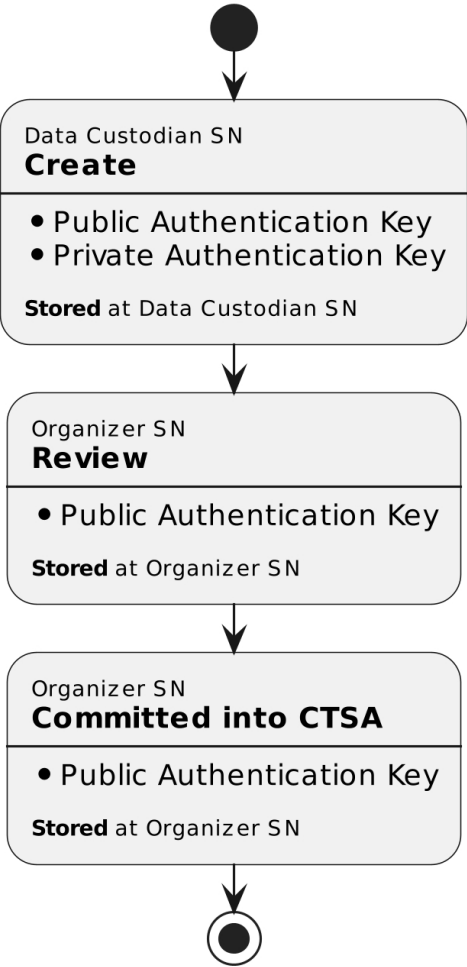 Data Custodian SN
Create
• Public Authentication Key
• Private Authentication Key
Stored at Data Custodian SN
Organizer SN
Review
• Public Authentication Key
Stored at Organizer SN
Organizer SN
Committed into CTSA
• Public Authentication Key
Stored at Organizer SN